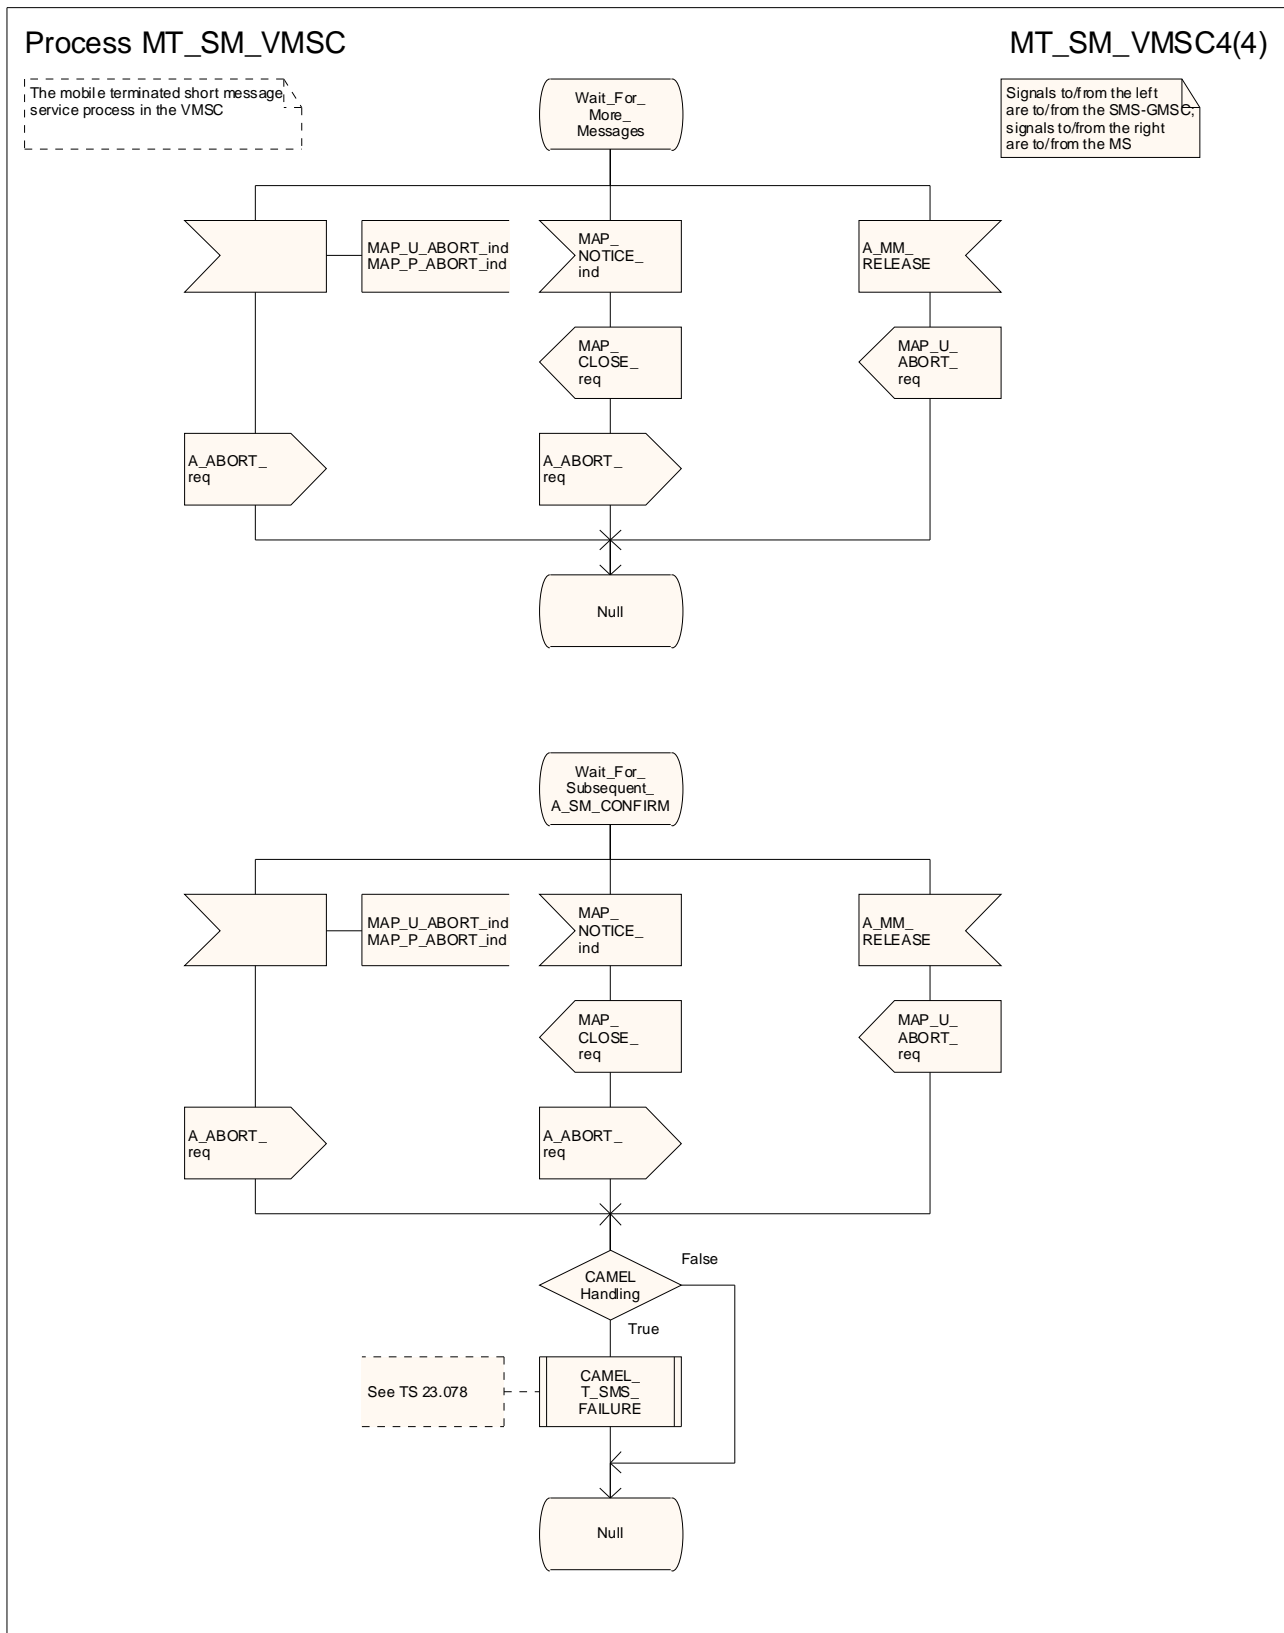 Process MT_SM_VMSC
MT_SM_VMSC4(4)
The mobile terminated short message
service process in the VMSC
Signals to/from the left
are to/from the SMS-GMSC;
signals to/from the right
are to/from the MS
Wait_For_
More_
Messages
MAP_U_ABORT_ind
MAP_P_ABORT_ind
MAP_
NOTICE_
ind
A_MM_
RELEASE
MAP_
CLOSE_
req
MAP_U_
ABORT_
req
A_ABORT_
req
A_ABORT_
req
Null
Wait_For_
Subsequent_
A_SM_CONFIRM
MAP_U_ABORT_ind
MAP_P_ABORT_ind
MAP_
NOTICE_
ind
A_MM_
RELEASE
MAP_
CLOSE_
req
MAP_U_
ABORT_
req
A_ABORT_
req
A_ABORT_
req
False
CAMEL
Handling
True
See TS 23.078
CAMEL_
T_SMS_
FAILURE
Null